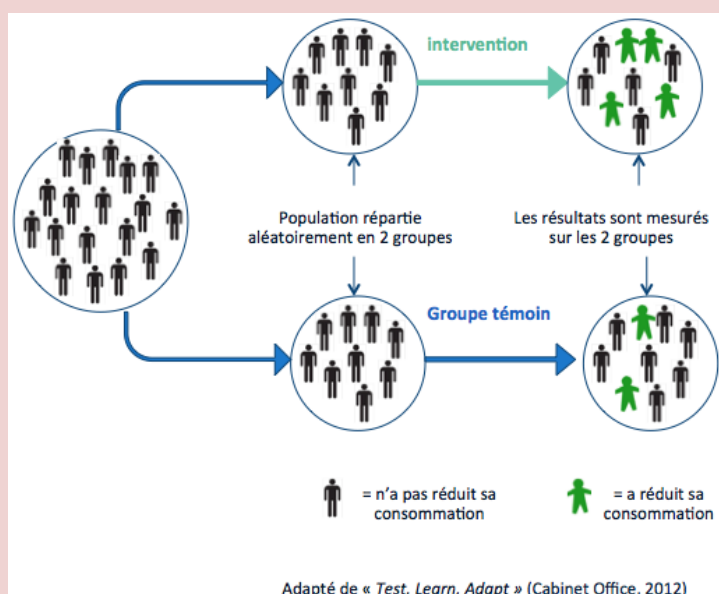 intervention
Population répartie
aléatoirement en 2 groupes
Les résultats sont mesurés
sur les 2 groupes
Groupe témoin
= n'a pas réduit sa
consommation
= a réduit sa
consommation
Adapté de « Test, Learn, Adapt » (Cabinet Office, 2012)